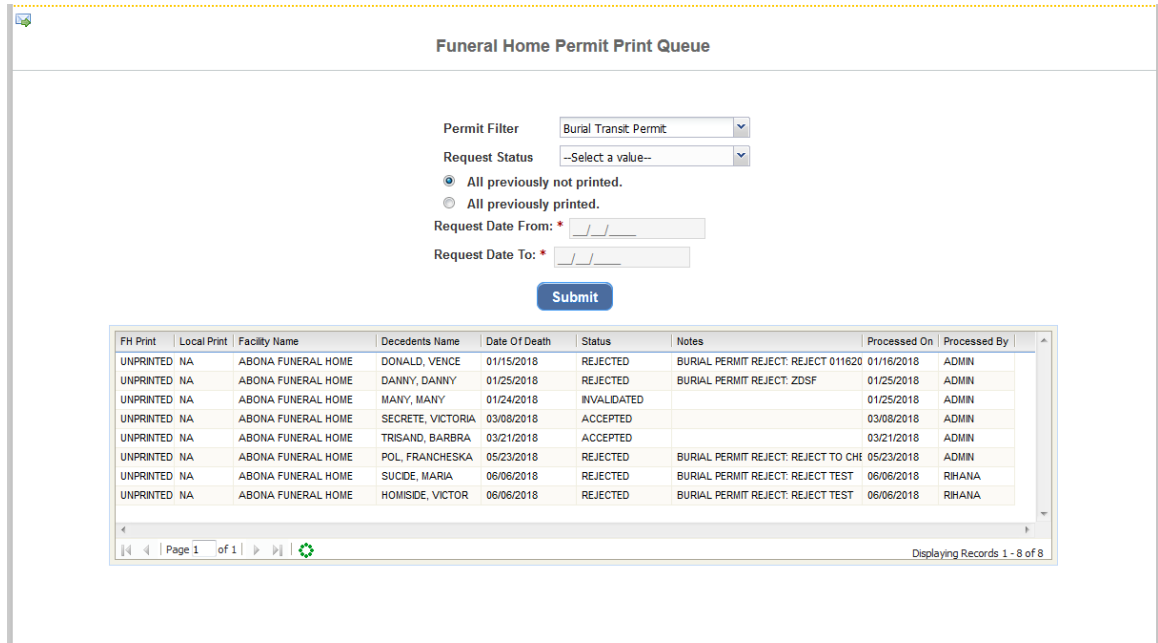 Funeral Home Permit Print Queue
Permit Filter Burial Transit Permit
Request Status --Select a value--
All previously not printed.
All previously printed.
Request Date From: * __/__/____
Request Date To: * __/__/____
Submit
FH Print Local Print Facility Name Decedents Name Date Of Death Status Notes Processed On Processed By
UNPRINTED NA ABONA FUNERAL HOME DONALD, VENCE 01/15/2018 REJECTED BURIAL PERMIT REJECT: REJECT 011620 01/16/2018 ADMIN
UNPRINTED NA ABONA FUNERAL HOME DANNY, DANNY 01/25/2018 REJECTED BURIAL PERMIT REJECT: ZDSF 01/25/2018 ADMIN
UNPRINTED NA ABONA FUNERAL HOME MANY, MANY 01/24/2018 INVALIDATED 01/25/2018 ADMIN
UNPRINTED NA ABONA FUNERAL HOME SECRETE, VICTORIA 03/08/2018 ACCEPTED 03/08/2018 ADMIN
UNPRINTED NA ABONA FUNERAL HOME TRISAND, BARBRA 03/21/2018 ACCEPTED 03/21/2018 ADMIN
UNPRINTED NA ABONA FUNERAL HOME POL, FRANCHESKA 05/23/2018 REJECTED BURIAL PERMIT REJECT: REJECT TO CHE 05/23/2018 ADMIN
UNPRINTED NA ABONA FUNERAL HOME SUCIDE, MARIA 06/06/2018 REJECTED BURIAL PERMIT REJECT: REJECT TEST 06/06/2018 RIHANA
UNPRINTED NA ABONA FUNERAL HOME HOMISIDE, VICTOR 06/06/2018 REJECTED BURIAL PERMIT REJECT: REJECT TEST 06/06/2018 RIHANA
Page 1 of 1 Displaying Records 1 - 8 of 8